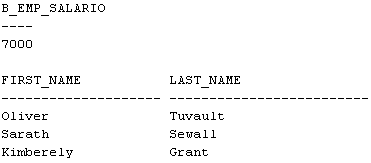 B_EMP_SALARIO
----
7000
FIRST_NAME LAST_NAME
-------------------- -------------------------
Oliver Tuvault
Sarath Sewall
Kimberely Grant